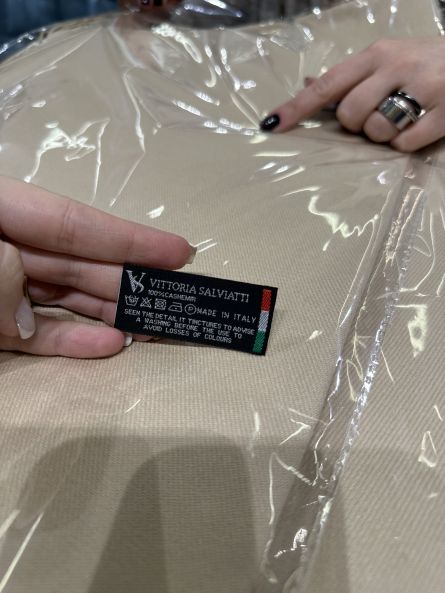 VS VITTORIA SALVIATTI
100%CASHEMIR
P MADE IN ITALY
SEEN THE DETAIL IT TINCTURES TO ADVISE
A WASHING BEFORE THE USE TO
AVOID LOSSES OF COLOURS